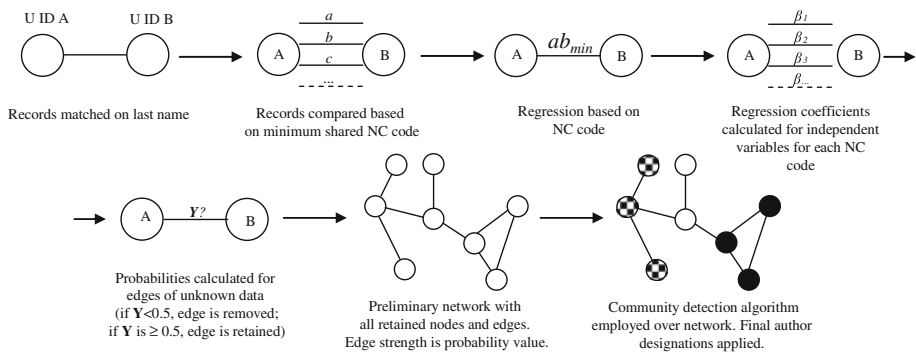 U ID A U ID B
A a b c ... B
A ab_min B
A β1 β2 β3 β... B
Records matched on last name
Records compared based
on minimum shared NC code
Regression based on
NC code
Regression coefficients
calculated for independent
variables for each NC
code
A Y? B
Probabilities calculated for
edges of unknown data
(if Y<0.5, edge is removed;
if Y is ≥ 0.5, edge is retained)
Preliminary network with
all retained nodes and edges.
Edge strength is probability value.
Community detection algorithm
employed over network. Final author
designations applied.